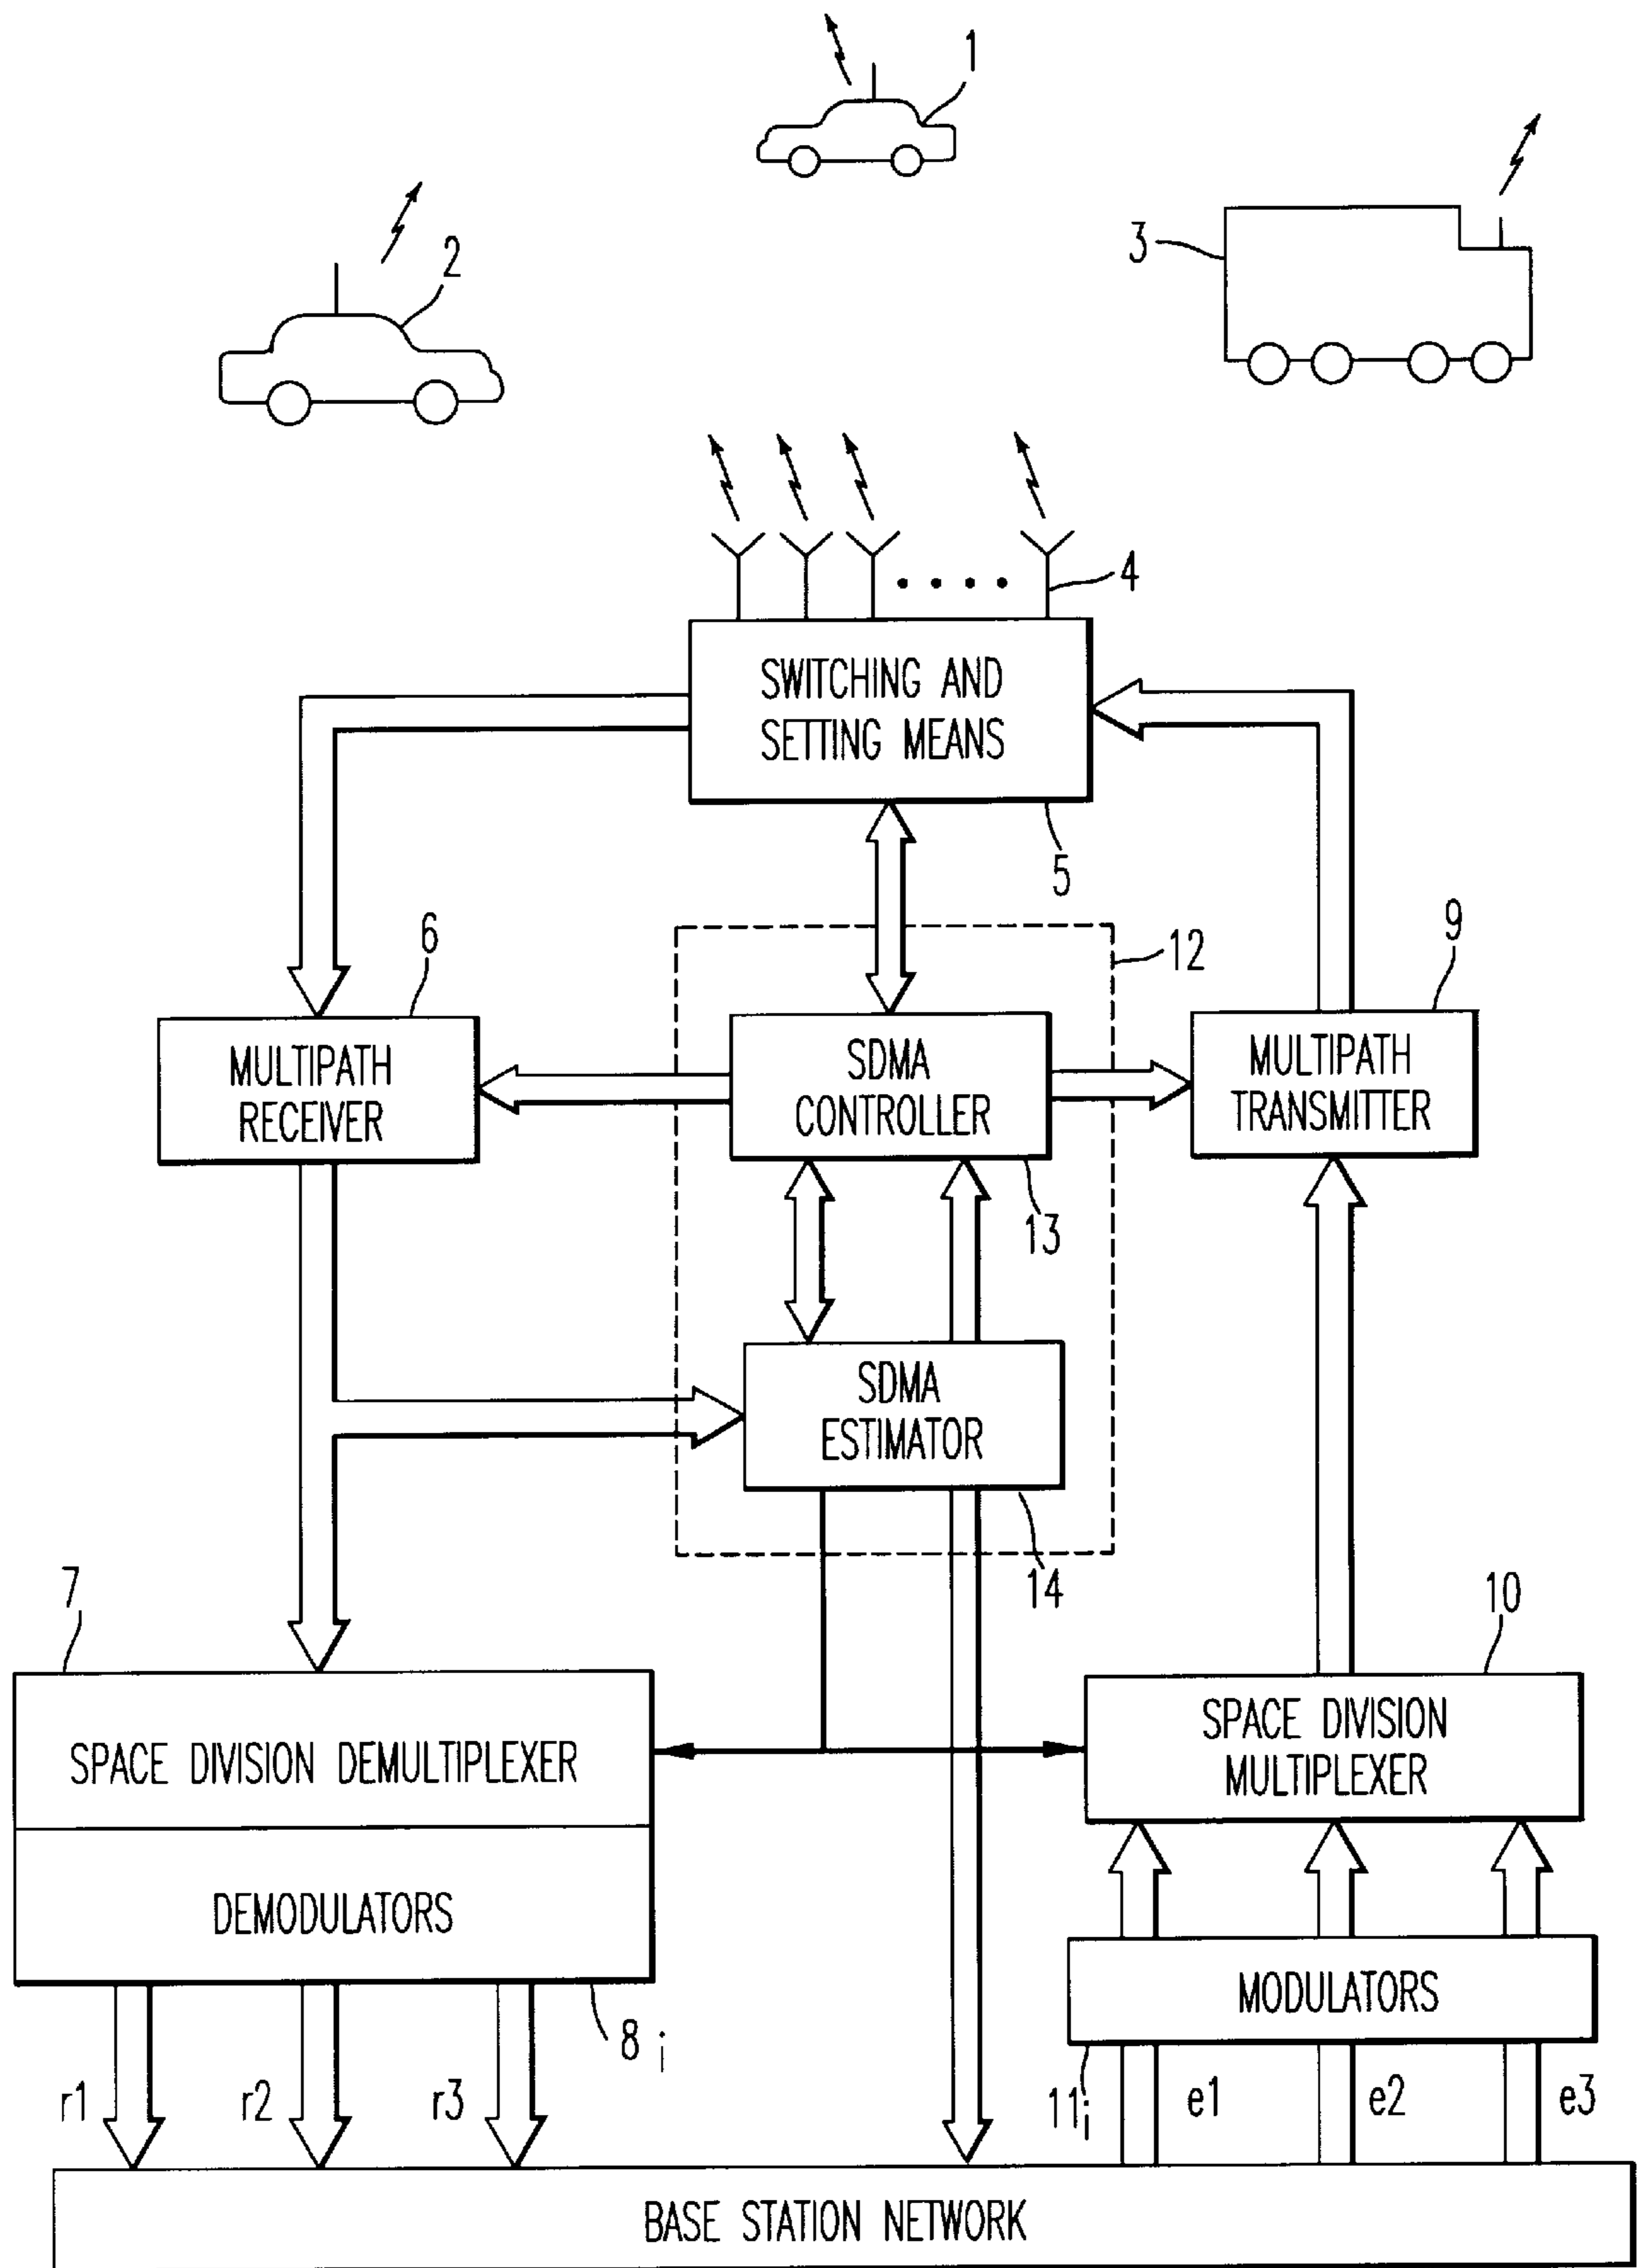 1
2
3
4
SWITCHING AND
SETTING MEANS
5
6
12
9
MULTIPATH
RECEIVER
SDMA
CONTROLLER
MULTIPATH
TRANSMITTER
13
SDMA
ESTIMATOR
14
7
10
SPACE DIVISION DEMULTIPLEXER
SPACE DIVISION
MULTIPLEXER
DEMODULATORS
MODULATORS
8i
r1
r2
r3
11i
e1
e2
e3
BASE STATION NETWORK